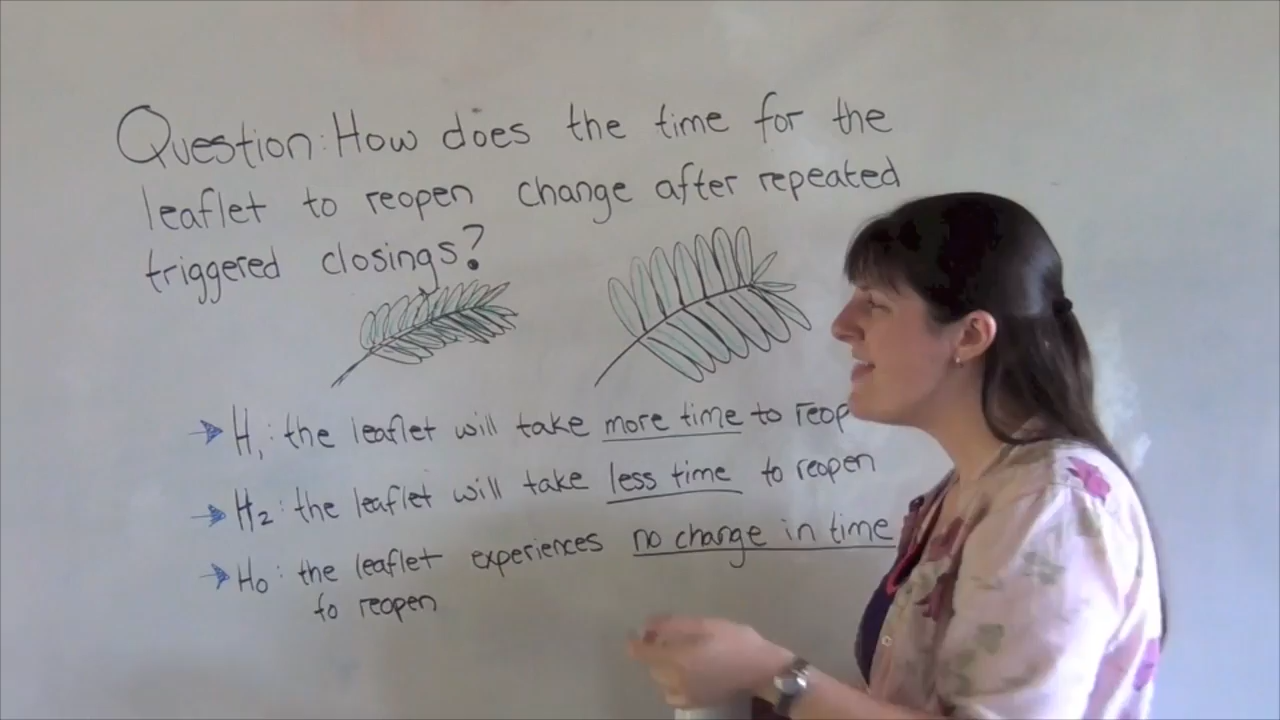 Question: How does the time for the
leaflet to reopen change after repeated
triggered closings?
H1: the leaflet will take more time to reop
H2: the leaflet will take less time to reopen
H0: the leaflet experiences no change in time
to reopen